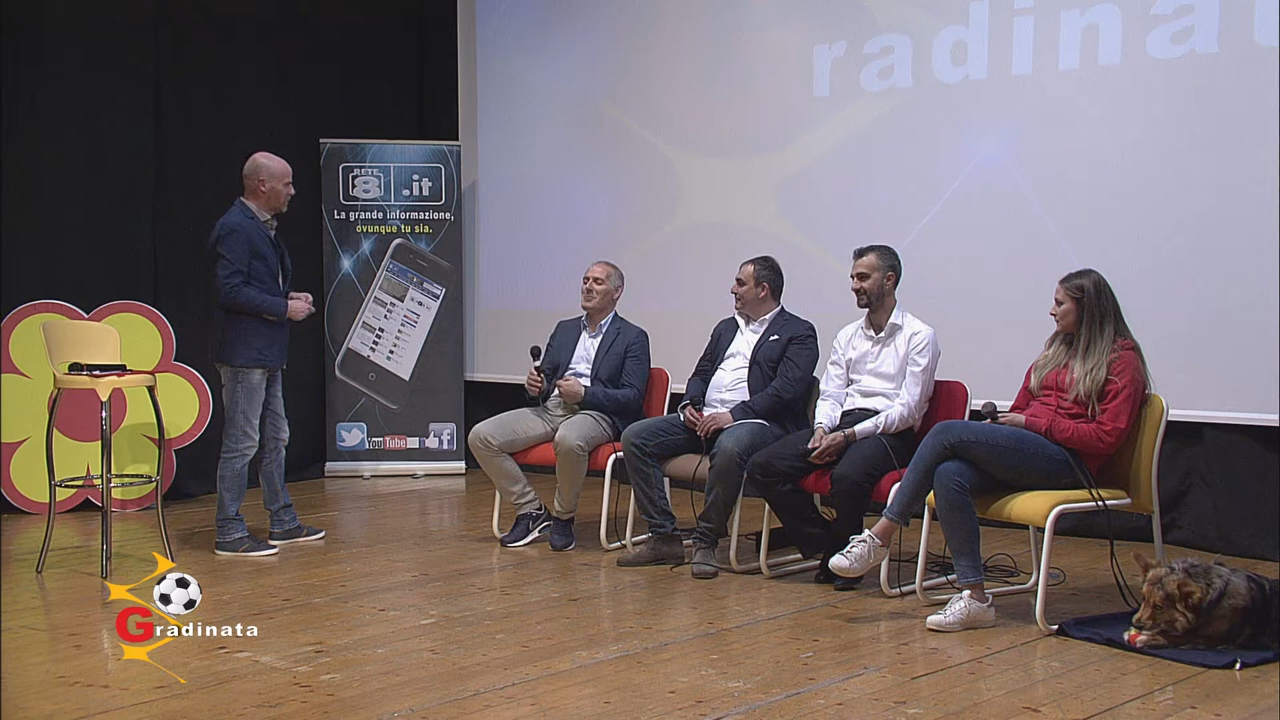 radinat
RETE
8 .it
La grande informazione,
ovunque tu sia.
YouTube
f
Gradinata